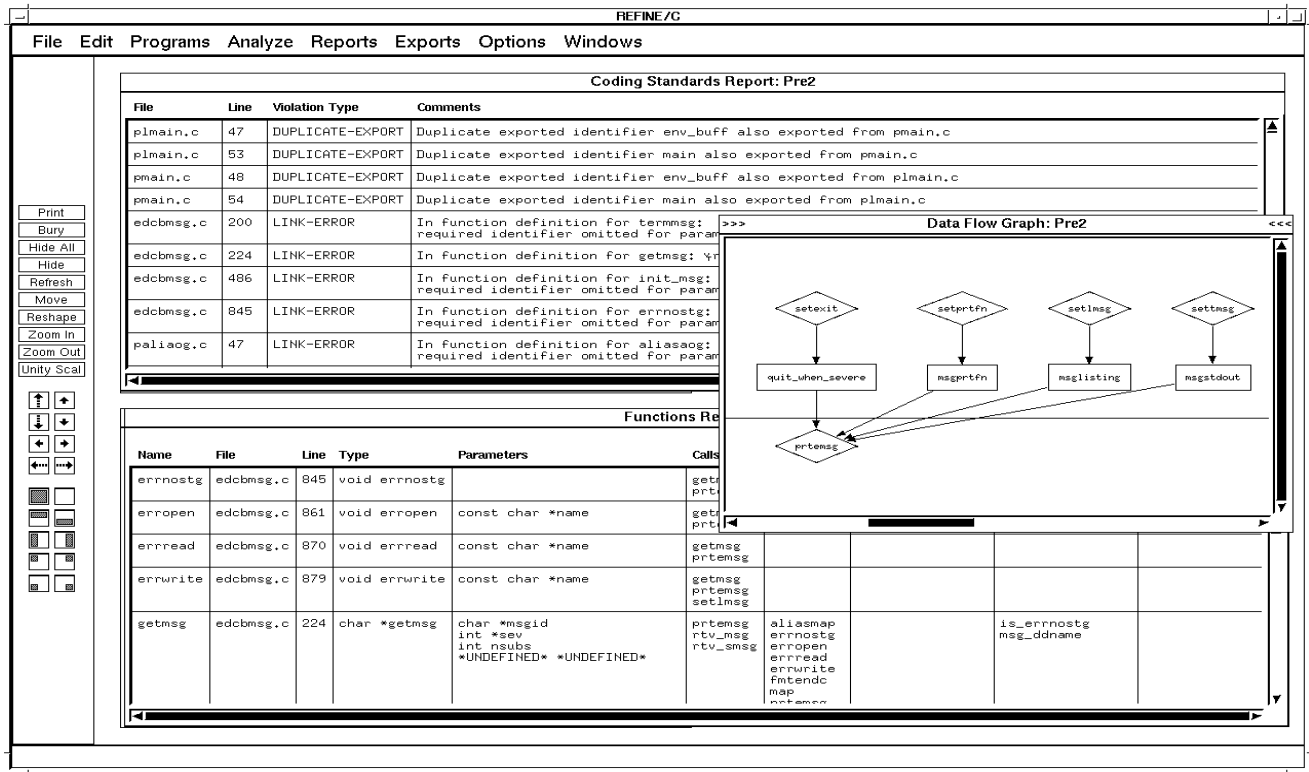 REFINE/C
File Edit Programs Analyze Reports Exports Options Windows
Coding Standards Report: Pre2
File Line Violation Type Comments
plmain.c 47 DUPLICATE-EXPORT Duplicate exported identifier env_buff also exported from pmain.c
plmain.c 53 DUPLICATE-EXPORT Duplicate exported identifier main also exported from pmain.c
pmain.c 48 DUPLICATE-EXPORT Duplicate exported identifier env_buff also exported from plmain.c
pmain.c 54 DUPLICATE-EXPORT Duplicate exported identifier main also exported from plmain.c
edcbmsg.c 200 LINK-ERROR In function definition for termmsg:
required identifier omitted for param
edcbmsg.c 224 LINK-ERROR In function definition for getmsg:
edcbmsg.c 486 LINK-ERROR In function definition for init_msg:
required identifier omitted for param
edcbmsg.c 845 LINK-ERROR In function definition for errnostg:
required identifier omitted for param
paliaog.c 47 LINK-ERROR In function definition for aliasaog:
required identifier omitted for param
Print
Bury
Hide All
Hide
Refresh
Move
Reshape
Zoom In
Zoom Out
Unity Scal
>>> Data Flow Graph: Pre2 <<<
setexit setprtfn setlmsg settmsg
quit_when_severe msgprtfn msglisting msgstdout
prtemsg
Functions Re
Name File Line Type Parameters Calls
errnostg edcbmsg.c 845 void errnostg getm
prte
erropen edcbmsg.c 861 void erropen const char *name getm
prte
errread edcbmsg.c 870 void errread const char *name getmsg
prtemsg
errwrite edcbmsg.c 879 void errwrite const char *name getmsg
prtemsg
setlmsg
getmsg edcbmsg.c 224 char *getmsg char *msgid prtemsg aliasmap is_errnostg
int *sev rtv_msg errnostg msg_ddname
int nsubs rtv_smsg erropen
*UNDEFINED* *UNDEFINED* errread
errwrite
fmtendc
map
prtemsg